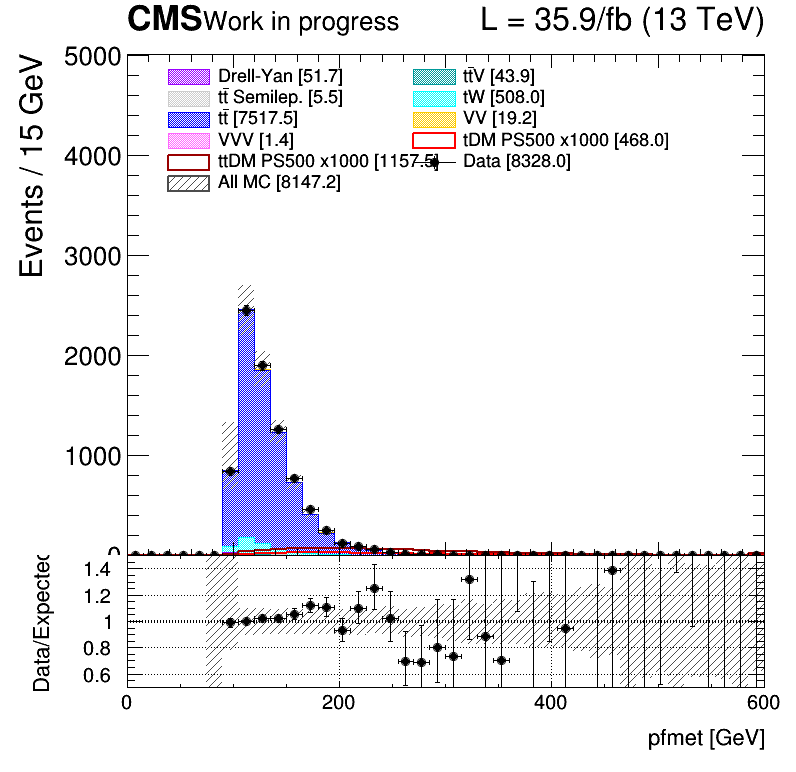 CMS Work in progress L = 35.9/fb (13 TeV)
Events / 15 GeV
5000
4000
3000
2000
1000
0
Drell-Yan [51.7] tt̄V [43.9]
tt̄ Semilep. [5.5] tW [508.0]
tt̄ [7517.5] VV [19.2]
VVV [1.4] tDM PS500 x1000 [468.0]
ttDM PS500 x1000 [1157.5] Data [8328.0]
All MC [8147.2]
Data/Expected
1.4
1.2
1
0.8
0.6
0 200 400 600
pfmet [GeV]